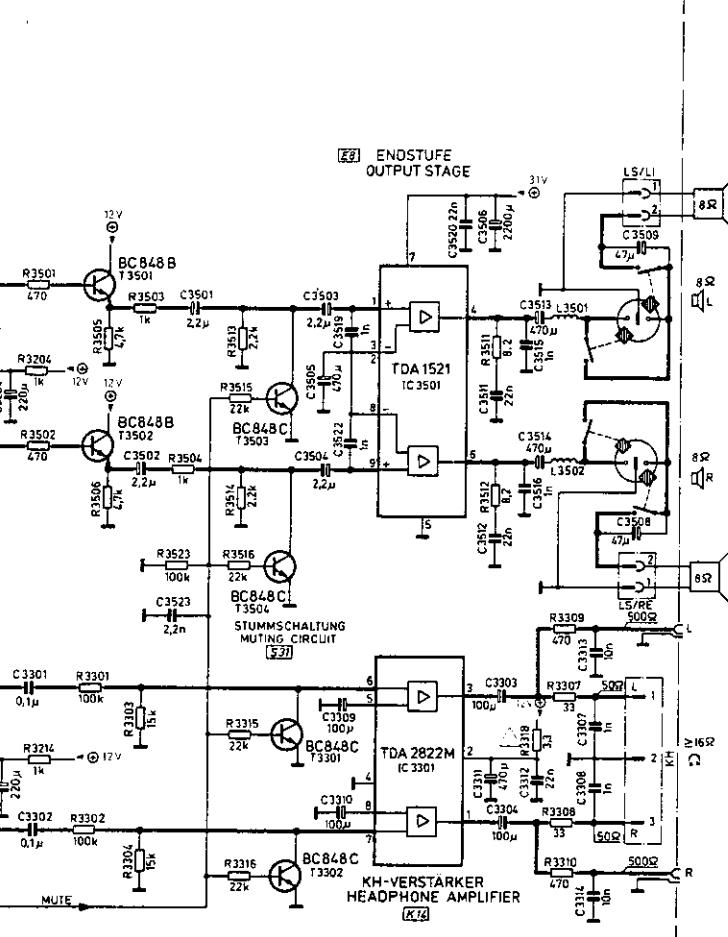 E8 ENDSTUFE
OUTPUT STAGE
31V
LS/LI
1
2
8Ω
12V
C3520 22n
C3506
2200µ
C3509
47µ
7
BC848B
T3501
R3501
470
R3503
1k
C3501
2,2µ
C3503
2,2µ
1
+
4
C3513
470µ
L3501
8Ω
L
R3505
4,7k
R3513
2,2k
C3519
1n
R3511
8,2
C3515
1n
3
−
2
TDA 1521
IC 3501
R3204
1k
12V
220µ
12V
R3515
22k
C3505
470µ
C3511
22n
BC848B
T3502
R3502
470
BC848C
T3503
8
−
C3522
1n
C3514
470µ
L3502
C3502
2,2µ
R3504
1k
C3504
2,2µ
9
+
6
8Ω
R
R3506
4,7k
R3514
2,2k
R3512
8,2
C3516
1n
C3508
47µ
5
C3512
22n
R3523
100k
R3516
22k
2
1
8Ω
LS/RE
BC848C
T3504
C3523
2,2n
STUMMSCHALTUNG
MUTING CIRCUIT
S31
R3309
470
500Ω
L
C3313
10n
C3301
0,1µ
R3301
100k
6
5
3
C3303
100µ
R3307
33
50Ω
L
1
12V
R3303
15k
C3309
100µ
R3315
22k
BC848C
T3301
TDA 2822M
IC 3301
2
R3318
3,3
C3307
1n
2
KH
≥16Ω
R3214
1k
12V
220µ
4
C3311
470µ
C3312
22n
C3308
1n
C3310
100µ
8
C3302
0,1µ
R3302
100k
7
1
C3304
100µ
R3308
33
50Ω
R
3
R3304
15k
R3316
22k
BC848C
T3302
R3310
470
500Ω
R
C3314
10n
KH-VERSTÄRKER
HEADPHONE AMPLIFIER
K14
MUTE